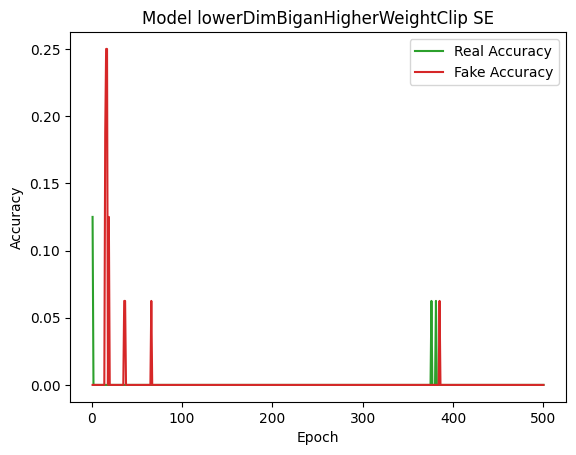 Model lowerDimBiganHigherWeightClip SE
Real Accuracy
Fake Accuracy
0.25
0.20
0.15
0.10
0.05
0.00
Accuracy
0
100
200
300
400
500
Epoch